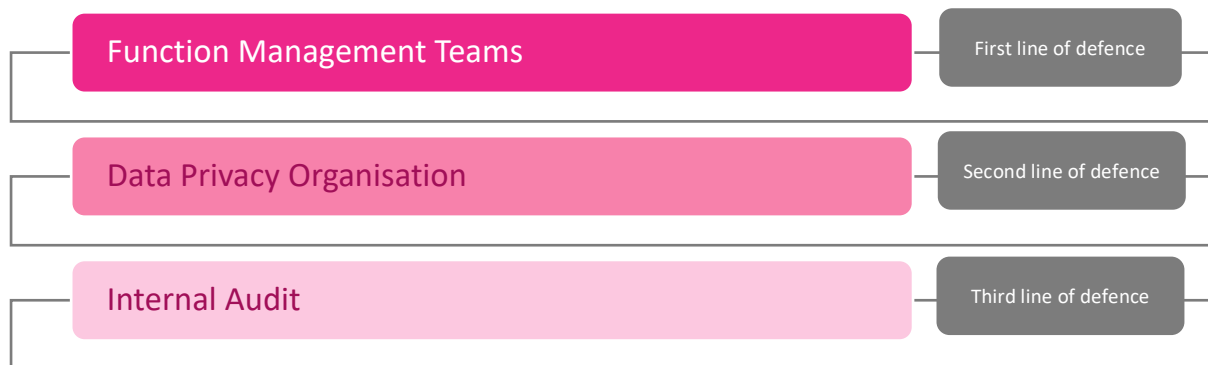 Function Management Teams
First line of defence
Data Privacy Organisation
Second line of defence
Internal Audit
Third line of defence